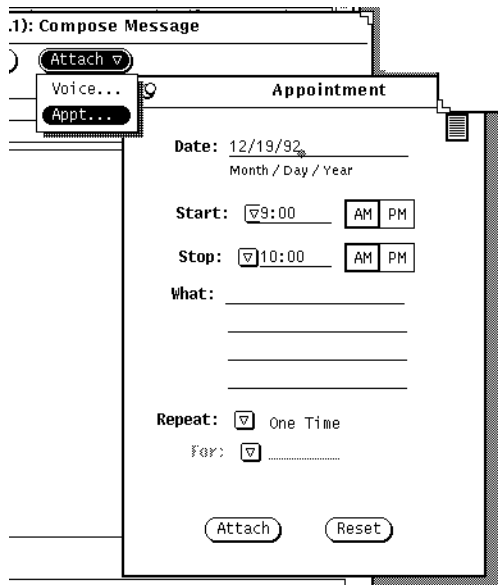 .1): Compose Message
Attach
Voice...
Appt...
Appointment
Date: 12/19/92
Month / Day / Year
Start: 9:00 AM PM
Stop: 10:00 AM PM
What:
Repeat: One Time
For:
Attach Reset